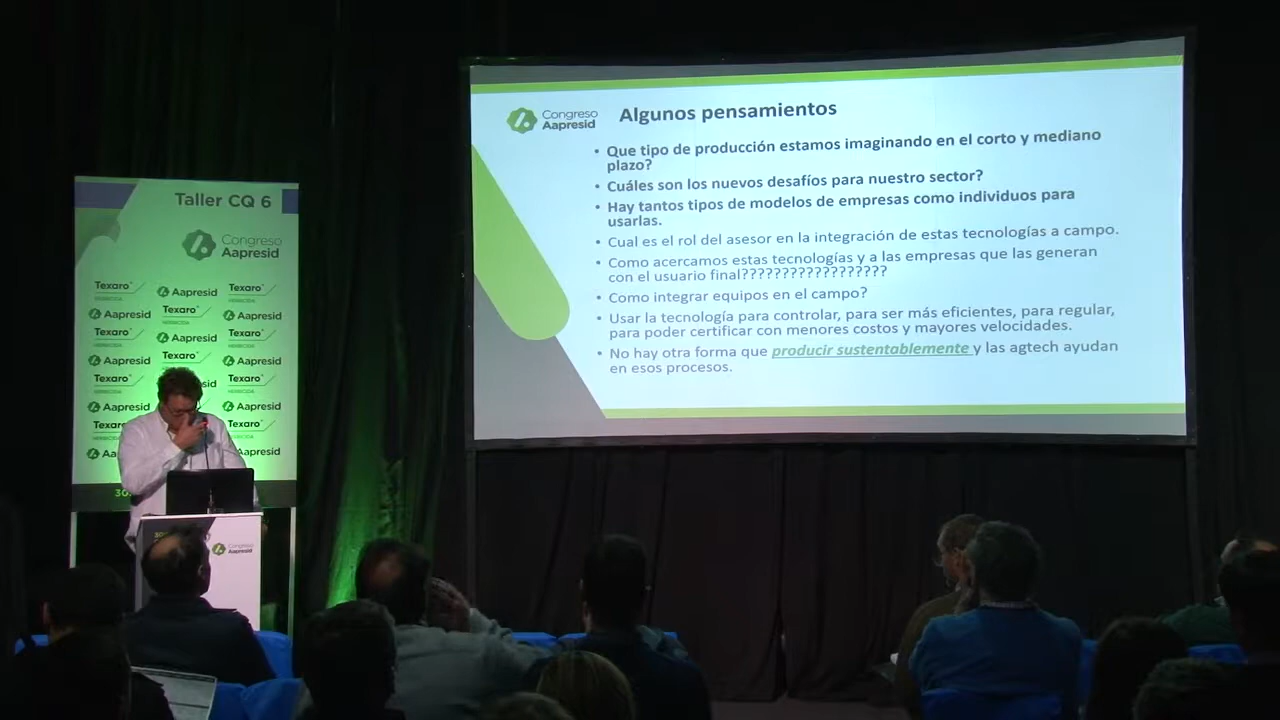 Congreso
Aapresid
Algunos pensamientos
• Que tipo de producción estamos imaginando en el corto y mediano
plazo?
• Cuáles son los nuevos desafíos para nuestro sector?
• Hay tantos tipos de modelos de empresas como individuos para
usarlas.
• Cual es el rol del asesor en la integración de estas tecnologías a campo.
• Como acercamos estas tecnologías y a las empresas que las generan
con el usuario final??????????????????
• Como integrar equipos en el campo?
• Usar la tecnología para controlar, para ser más eficientes, para regular,
para poder certificar con menores costos y mayores velocidades.
• No hay otra forma que producir sustentablemente y las agtech ayudan
en esos procesos.
Taller CQ 6
Congreso
Aapresid
Texaro
HERBICIDA
Aapresid
Texaro
Aapresid
Texaro
Aapresid
Texaro
Aapresid
Texaro
Aapresid
Texaro
Aapresid
Texaro
Aapresid
Texaro
HERBICIDA
Texaro
HERBICIDA
Aapresid
Aapresid
Texaro
HERBICIDA
Aapresid
Congreso
Aapresid